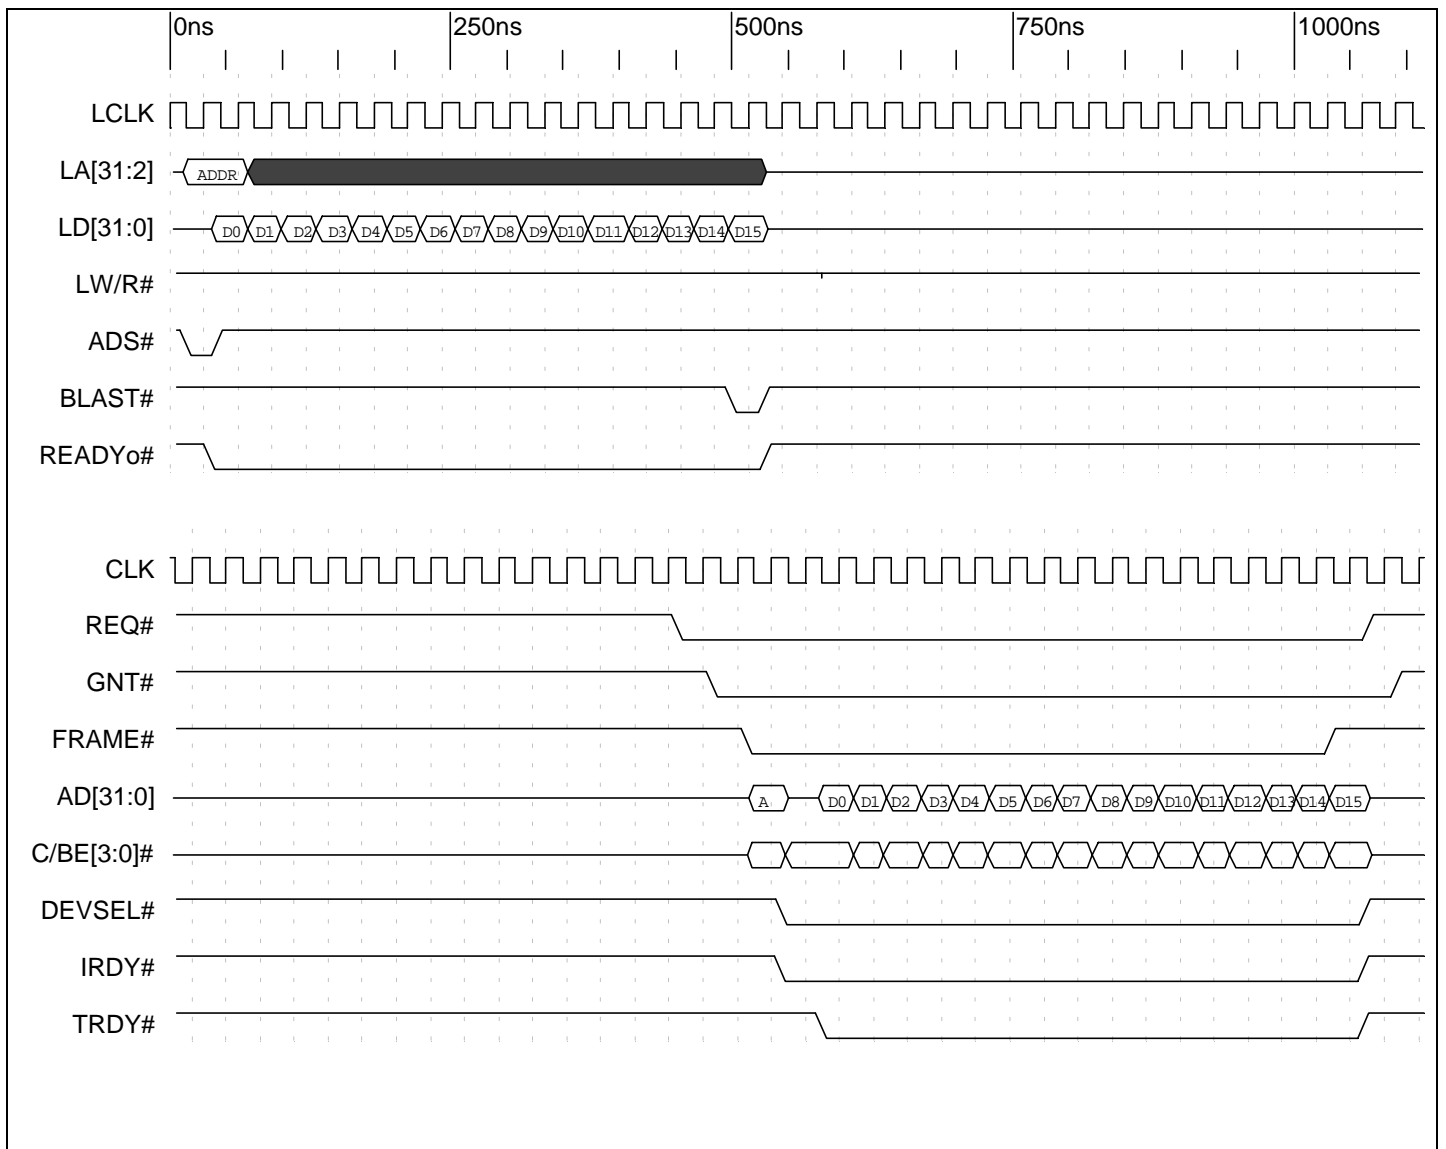 0ns 250ns 500ns 750ns 1000ns
LCLK
LA[31:2] ADDR
LD[31:0] D0 D1 D2 D3 D4 D5 D6 D7 D8 D9 D10 D11 D12 D13 D14 D15
LW/R#
ADS#
BLAST#
READYo#
CLK
REQ#
GNT#
FRAME#
AD[31:0] A D0 D1 D2 D3 D4 D5 D6 D7 D8 D9 D10 D11 D12 D13 D14 D15
C/BE[3:0]#
DEVSEL#
IRDY#
TRDY#